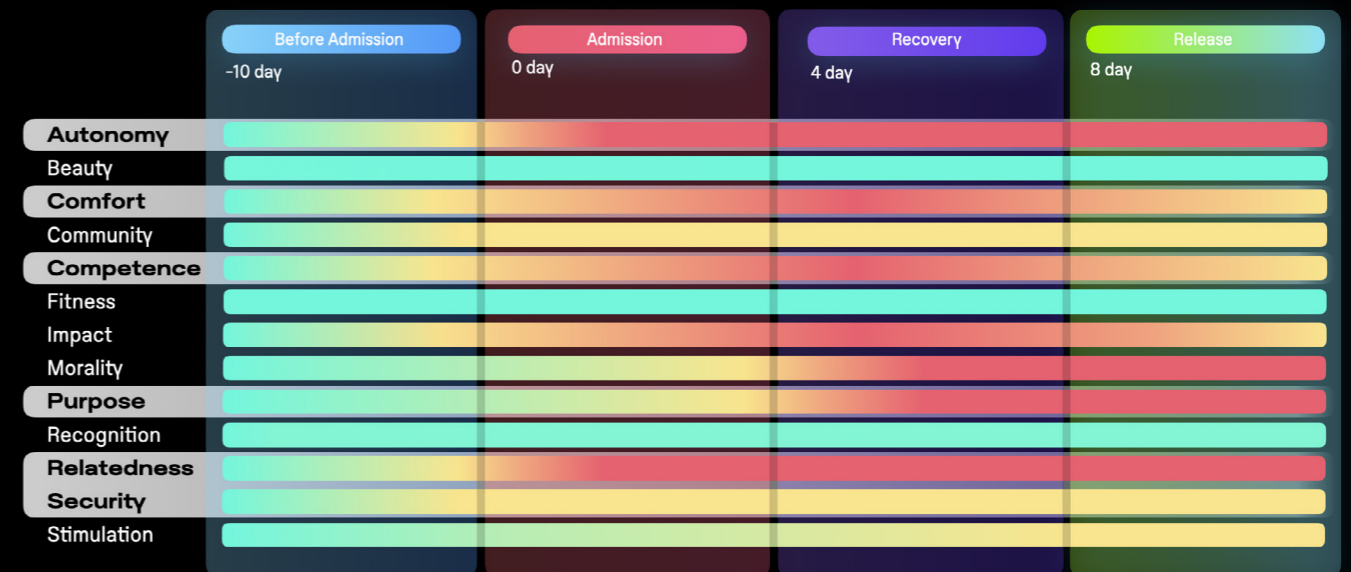 Before Admission
-10 day
Admission
0 day
Recovery
4 day
Release
8 day
Autonomy
Beauty
Comfort
Community
Competence
Fitness
Impact
Morality
Purpose
Recognition
Relatedness
Security
Stimulation